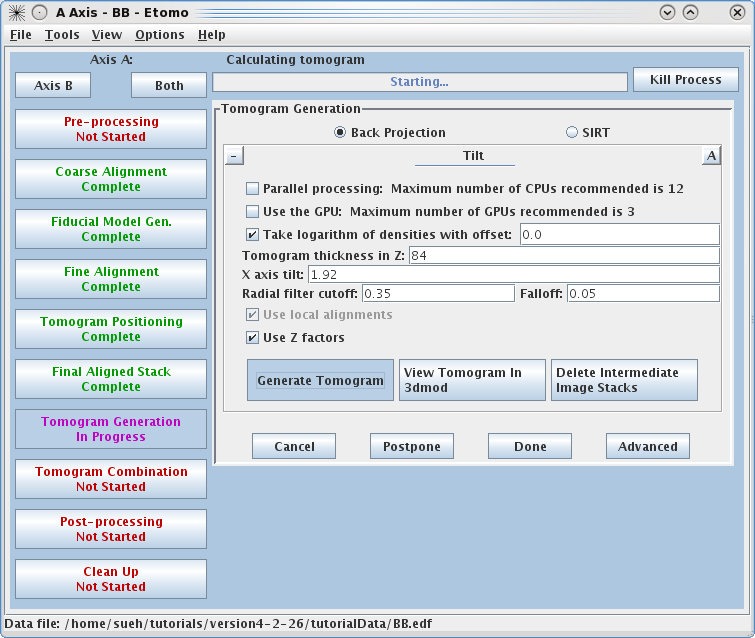 A Axis - BB - Etomo
File Tools View Options Help
Axis A:
Calculating tomogram
Axis B
Both
Starting...
Kill Process
Pre-processing
Not Started
Coarse Alignment
Complete
Fiducial Model Gen.
Complete
Fine Alignment
Complete
Tomogram Positioning
Complete
Final Aligned Stack
Complete
Tomogram Generation
In Progress
Tomogram Combination
Not Started
Post-processing
Not Started
Clean Up
Not Started
Tomogram Generation
Back Projection
SIRT
-
Tilt
A
Parallel processing: Maximum number of CPUs recommended is 12
Use the GPU: Maximum number of GPUs recommended is 3
Take logarithm of densities with offset: 0.0
Tomogram thickness in Z: 84
X axis tilt: 1.92
Radial filter cutoff: 0.35 Falloff: 0.05
Use local alignments
Use Z factors
Generate Tomogram
View Tomogram In
3dmod
Delete Intermediate
Image Stacks
Cancel
Postpone
Done
Advanced
Data file: /home/sueh/tutorials/version4-2-26/tutorialData/BB.edf